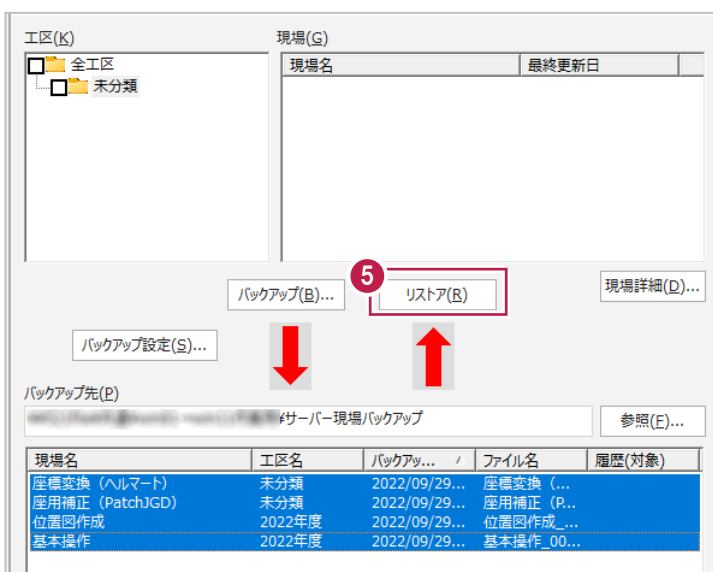 工区(K)
現場(G)
全工区
未分類
現場名 最終更新日
5
バックアップ(B)... リストア(R) 現場詳細(D)...
バックアップ設定(S)...
バックアップ先(P)
¥サーバー現場バックアップ 参照(F)...
現場名 工区名 バックアッ... ファイル名 履歴(対象)
座標変換（ヘルマート） 未分類 2022/09/29... 座標変換（...
座用補正（PatchJGD） 未分類 2022/09/29... 座用補正（P...
位置図作成 2022年度 2022/09/29... 位置図作成_...
基本操作 2022年度 2022/09/29... 基本操作_00...